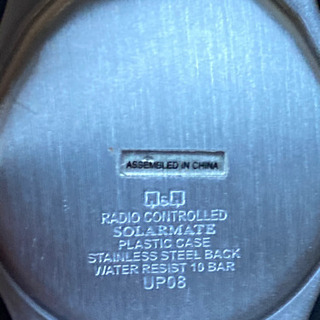 ASSEMBLED IN CHINA
Q&Q
RADIO CONTROLLED
SOLARMATE
PLASTIC CASE
STAINLESS STEEL BACK
WATER RESIST 10 BAR
UP08